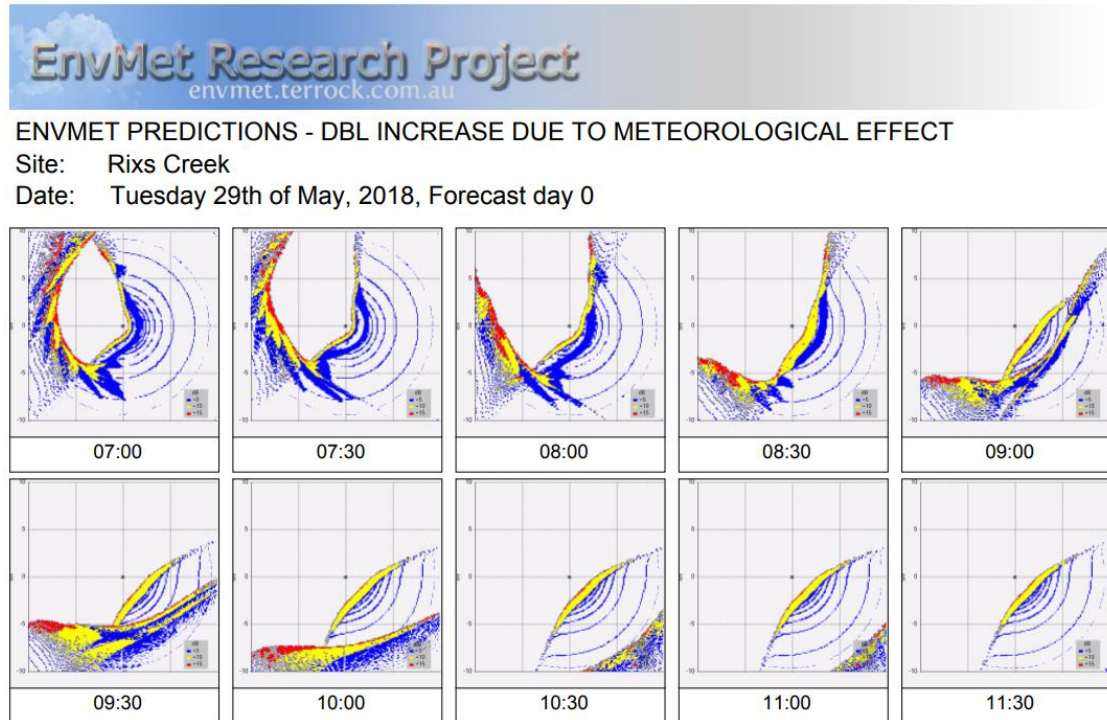 EnvMet Research Project
envmet.terrock.com.au
ENVMET PREDICTIONS - DBL INCREASE DUE TO METEOROLOGICAL EFFECT
Site: Rixs Creek
Date: Tuesday 29th of May, 2018, Forecast day 0
07:00 07:30 08:00 08:30 09:00
09:30 10:00 10:30 11:00 11:30